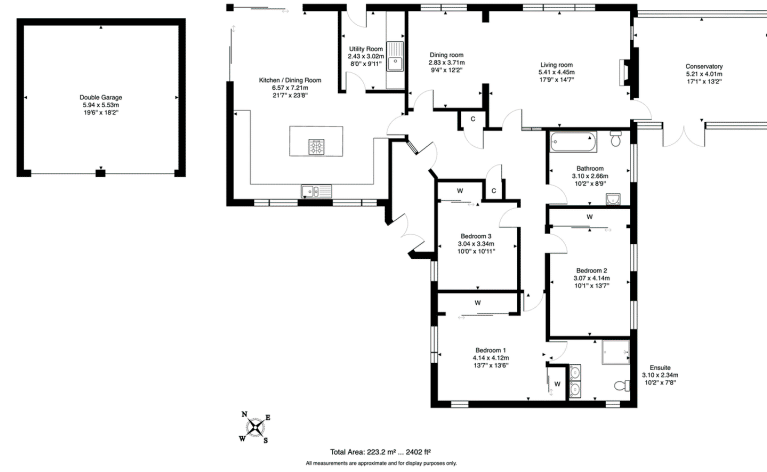 Double Garage
5.94 x 5.53m
19'6" x 18'2"
Kitchen / Dining Room
6.57 x 7.21m
21'7" x 23'8"
Utility Room
2.43 x 3.02m
8'0" x 9'11"
Dining room
2.83 x 3.71m
9'4" x 12'2"
Living room
5.41 x 4.45m
17'9" x 14'7"
Conservatory
5.21 x 4.01m
17'1" x 13'2"
C
Bathroom
3.10 x 2.66m
10'2" x 8'9"
W
C
W
Bedroom 3
3.04 x 3.34m
10'0" x 10'11"
Bedroom 2
3.07 x 4.14m
10'1" x 13'7"
W
Bedroom 1
4.14 x 4.12m
13'7" x 13'6"
W
Ensuite
3.10 x 2.34m
10'2" x 7'8"
N
E
W
S
Total Area: 223.2 m² ... 2402 ft²
All measurements are approximate and for display purposes only.